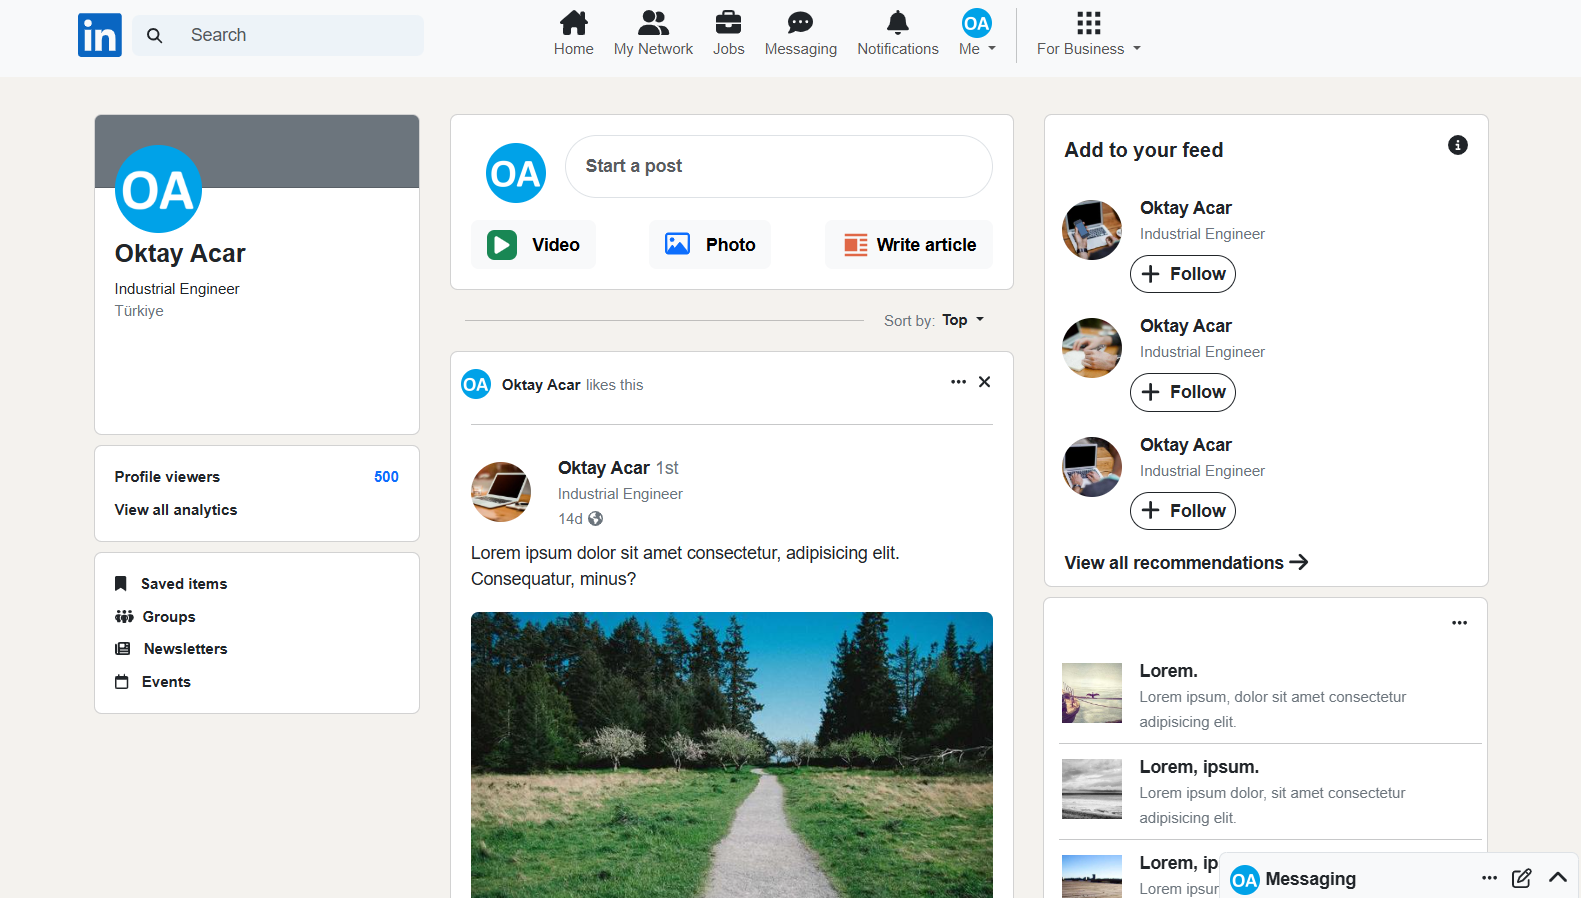 in
Search
Home
My Network
Jobs
Messaging
Notifications
OA
Me
For Business
OA
Oktay Acar
Industrial Engineer
Türkiye
Profile viewers 500
View all analytics
Saved items
Groups
Newsletters
Events
OA
Start a post
Video
Photo
Write article
Sort by: Top
OA Oktay Acar likes this
Oktay Acar 1st
Industrial Engineer
14d
Lorem ipsum dolor sit amet consectetur, adipisicing elit.
Consequatur, minus?
Add to your feed
Oktay Acar
Industrial Engineer
Follow
Oktay Acar
Industrial Engineer
Follow
Oktay Acar
Industrial Engineer
Follow
View all recommendations
Lorem.
Lorem ipsum, dolor sit amet consectetur
adipisicing elit.
Lorem, ipsum.
Lorem ipsum dolor, sit amet consectetur
adipisicing elit.
Lorem, ip
Lorem ipsur
OA Messaging